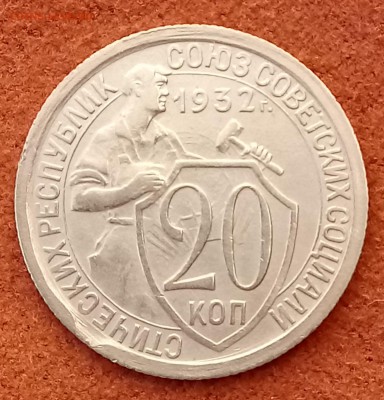 СОЮЗ СОВЕТСКИХ СОЦИАЛИСТИЧЕСКИХ РЕСПУБЛИК
1932 г.
20
КОП